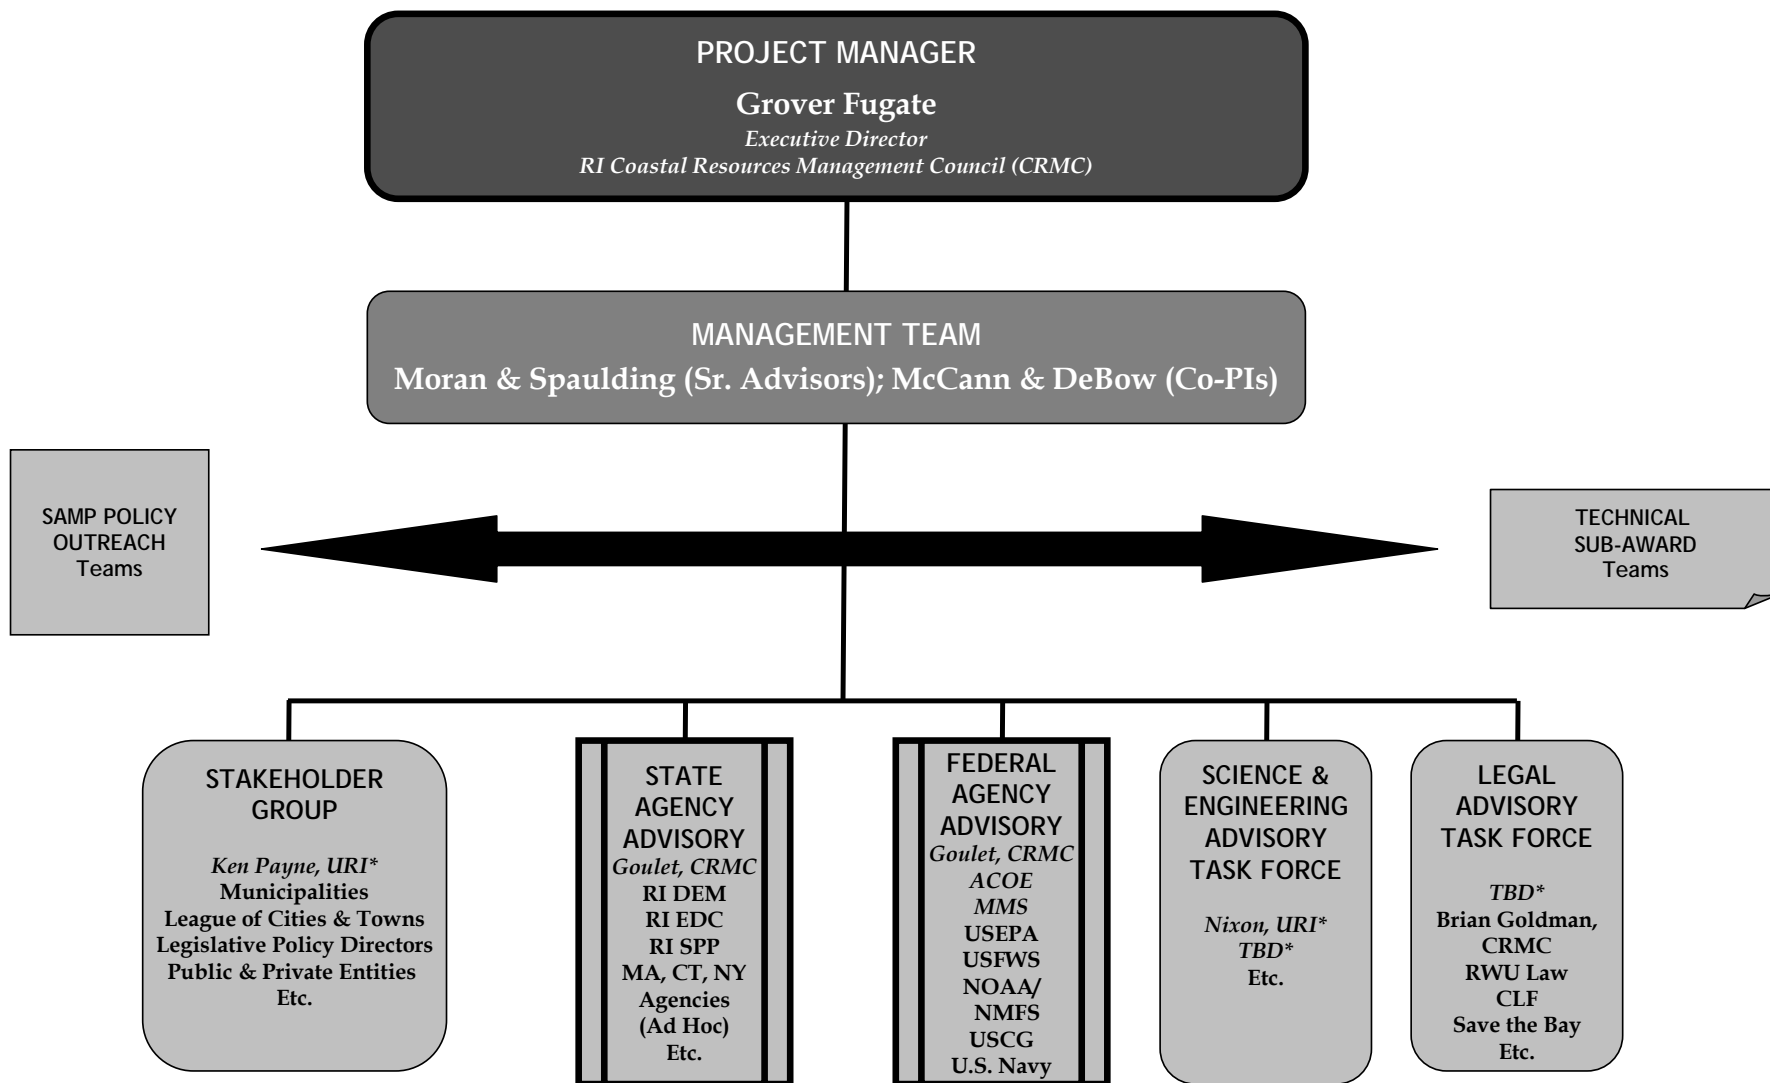 PROJECT MANAGER
Grover Fugate
Executive Director
RI Coastal Resources Management Council (CRMC)
MANAGEMENT TEAM
Moran & Spaulding (Sr. Advisors); McCann & DeBow (Co-PIs)
SAMP POLICY
OUTREACH
Teams
TECHNICAL
SUB-AWARD
Teams
STAKEHOLDER
GROUP
Ken Payne, URI*
Municipalities
League of Cities & Towns
Legislative Policy Directors
Public & Private Entities
Etc.
STATE
AGENCY
ADVISORY
Goulet, CRMC
RI DEM
RI EDC
RI SPP
MA, CT, NY
Agencies
(Ad Hoc)
Etc.
FEDERAL
AGENCY
ADVISORY
Goulet, CRMC
ACOE
MMS
USEPA
USFWS
NOAA/
NMFS
USCG
U.S. Navy
SCIENCE &
ENGINEERING
ADVISORY
TASK FORCE
Nixon, URI*
TBD*
Etc.
LEGAL
ADVISORY
TASK FORCE
TBD*
Brian Goldman,
CRMC
RWU Law
CLF
Save the Bay
Etc.